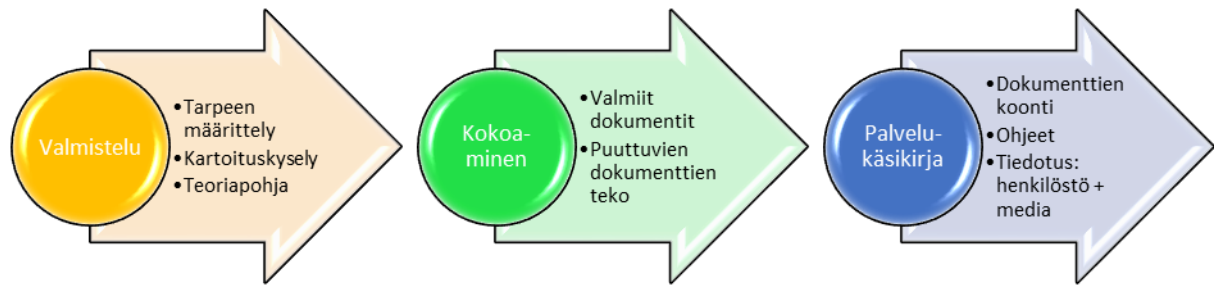 Valmistelu
•Tarpeen
määrittely
•Kartoituskysely
•Teoriapohja
Kokoa-
minen
•Valmiit
dokumentit
•Puuttuvien
dokumenttien
teko
Palvelu-
käsikirja
•Dokumenttien
koonti
•Ohjeet
•Tiedotus:
henkilöstö +
media